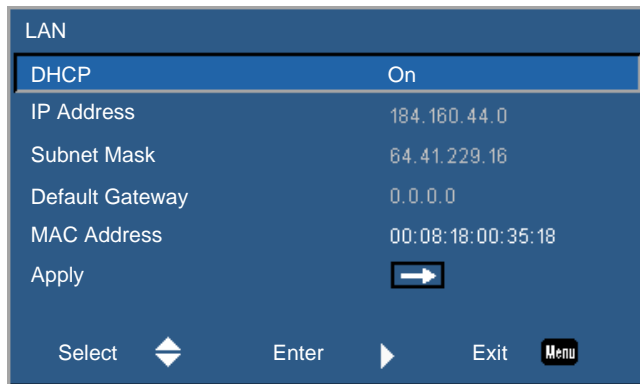 LAN
DHCP On
IP Address 184.160.44.0
Subnet Mask 64.41.229.16
Default Gateway 0.0.0.0
MAC Address 00:08:18:00:35:18
Apply
Select Enter Exit Menu